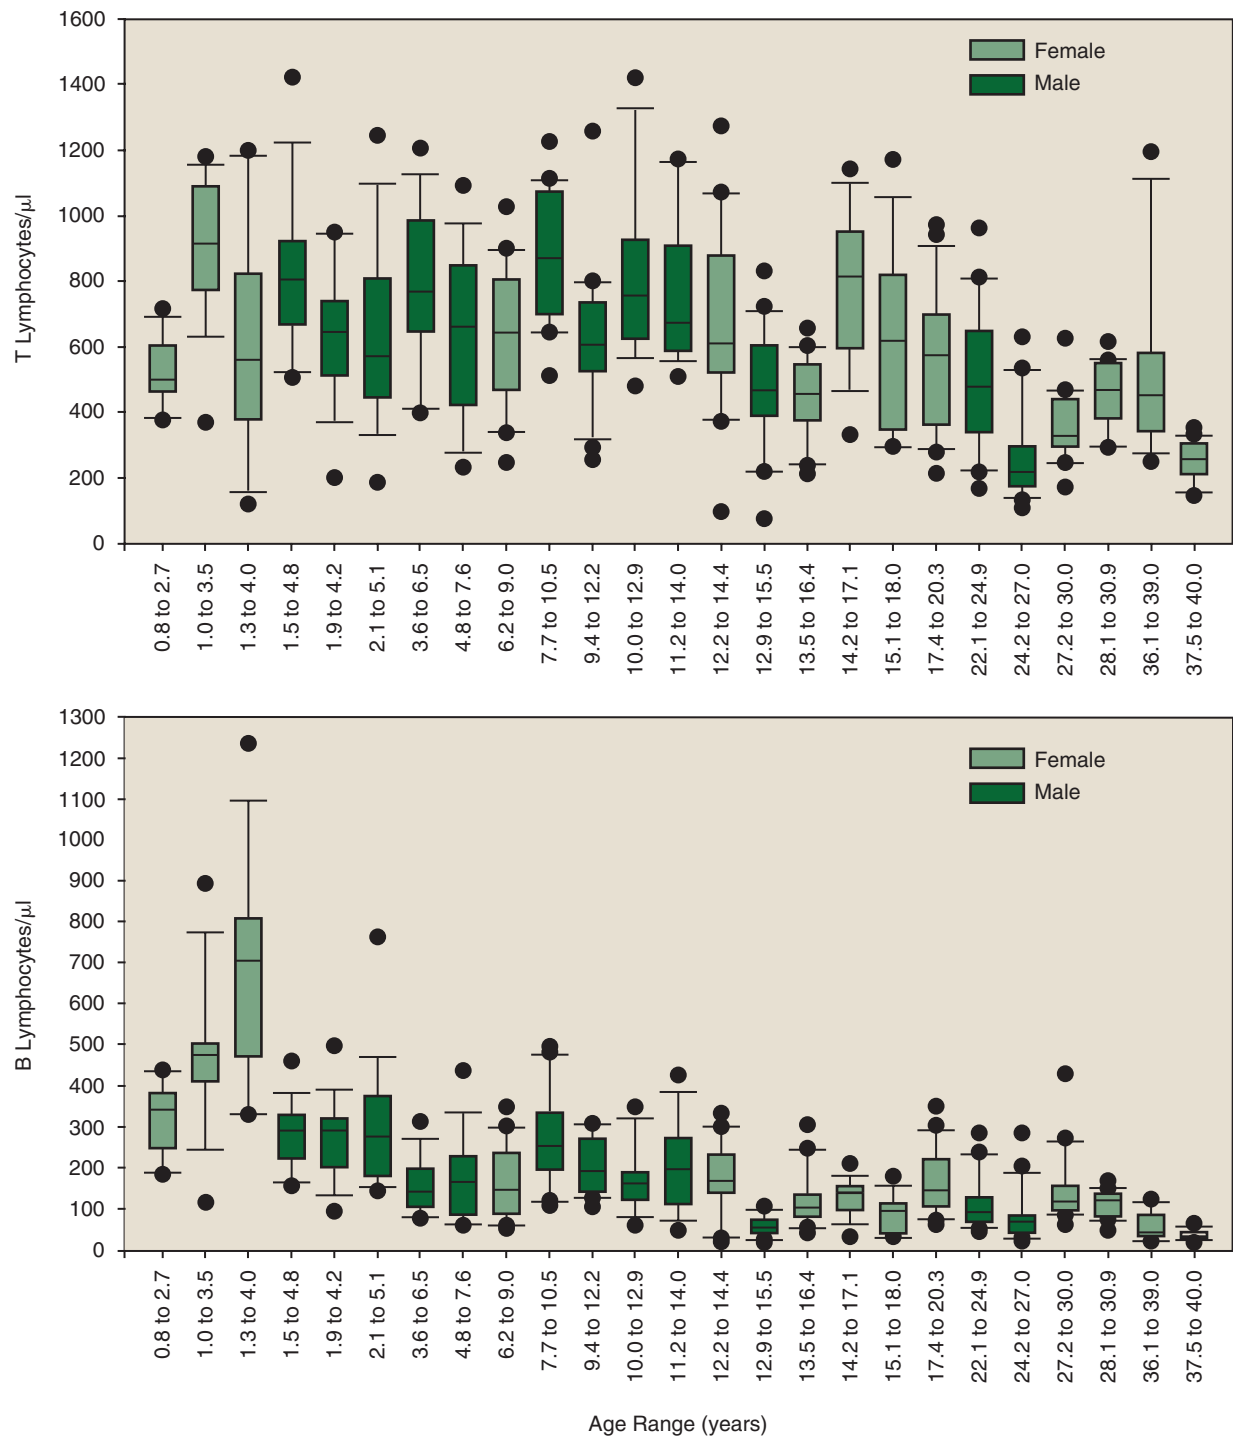 1600
1400
1200
1000
800
600
400
200
0
T Lymphocytes/µl
Female
Male
0.8 to 2.7
1.0 to 3.5
1.3 to 4.0
1.5 to 4.8
1.9 to 4.2
2.1 to 5.1
3.6 to 6.5
4.8 to 7.6
6.2 to 9.0
7.7 to 10.5
9.4 to 12.2
10.0 to 12.9
11.2 to 14.0
12.2 to 14.4
12.9 to 15.5
13.5 to 16.4
14.2 to 17.1
15.1 to 18.0
17.4 to 20.3
22.1 to 24.9
24.2 to 27.0
27.2 to 30.0
28.1 to 30.9
36.1 to 39.0
37.5 to 40.0
1300
1200
1100
1000
900
800
700
600
500
400
300
200
100
0
B Lymphocytes/µl
Female
Male
0.8 to 2.7
1.0 to 3.5
1.3 to 4.0
1.5 to 4.8
1.9 to 4.2
2.1 to 5.1
3.6 to 6.5
4.8 to 7.6
6.2 to 9.0
7.7 to 10.5
9.4 to 12.2
10.0 to 12.9
11.2 to 14.0
12.2 to 14.4
12.9 to 15.5
13.5 to 16.4
14.2 to 17.1
15.1 to 18.0
17.4 to 20.3
22.1 to 24.9
24.2 to 27.0
27.2 to 30.0
28.1 to 30.9
36.1 to 39.0
37.5 to 40.0
Age Range (years)